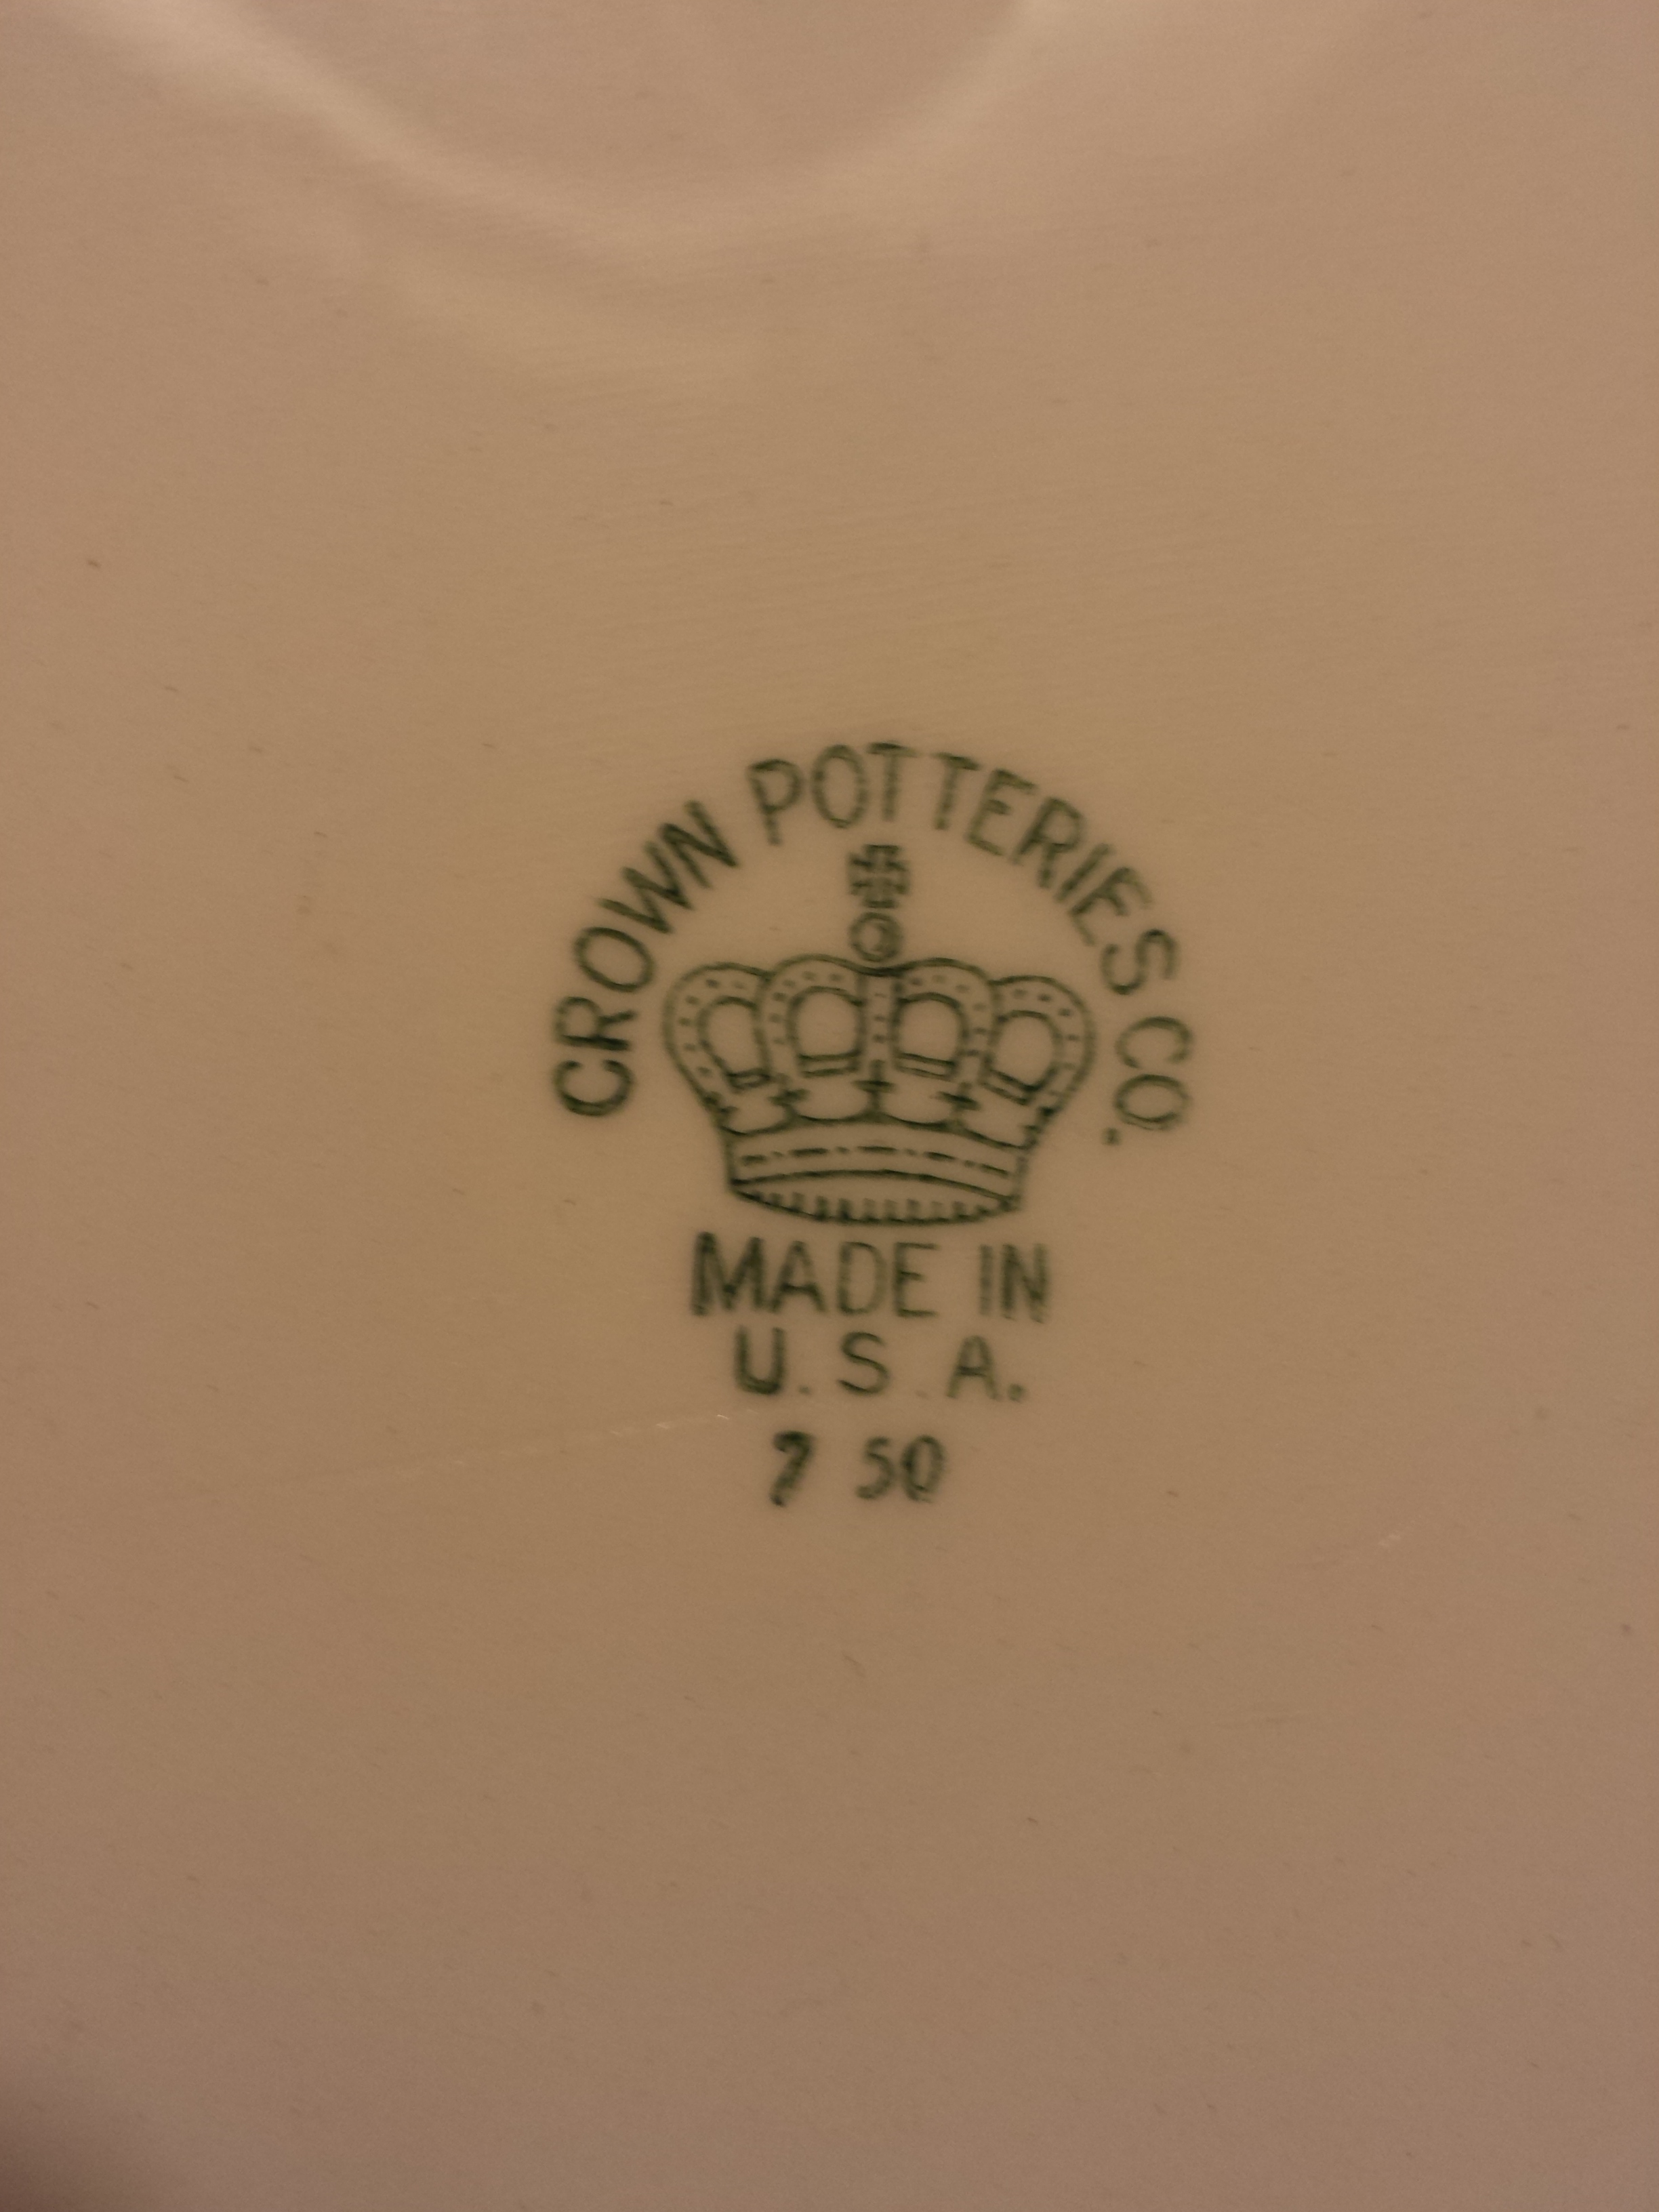 CROWN POTTERIES CO.
MADE IN
U.S.A.
7 50